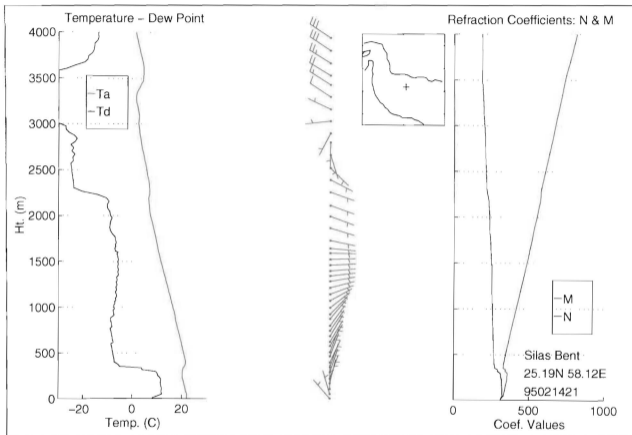 Temperature – Dew Point
4000
3500
3000
2500
2000
1500
1000
500
0
Ht. (m)
Ta
Td
−20
0
20
Temp. (C)
Refraction Coefficients: N & M
M
N
Silas Bent
25.19N 58.12E
95021421
0
500
1000
Coef. Values